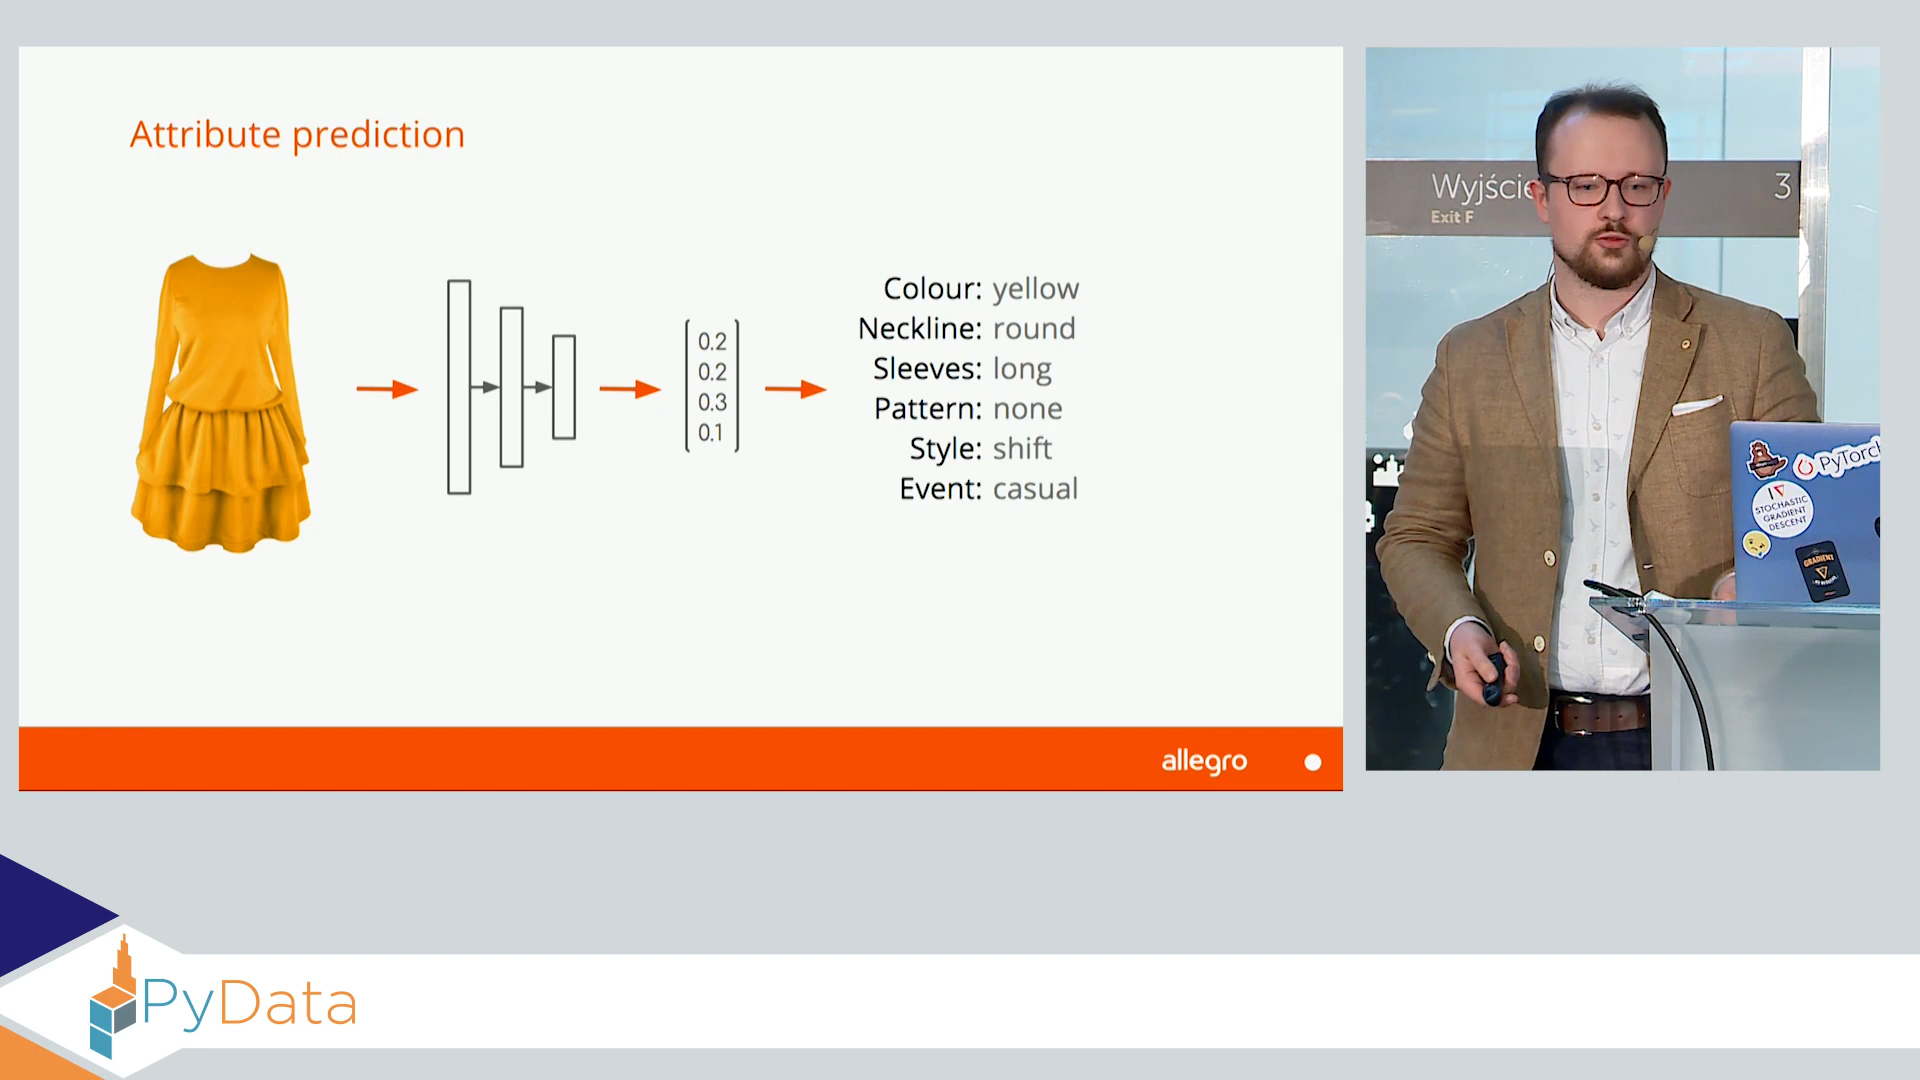 Attribute prediction
0.2
0.2
0.3
0.1
Colour: yellow
Neckline: round
Sleeves: long
Pattern: none
Style: shift
Event: casual
allegro
Wyjście
Exit F
3
PyTorch
I
STOCHASTIC
GRADIENT
DESCENT
GRADIENT
PyData